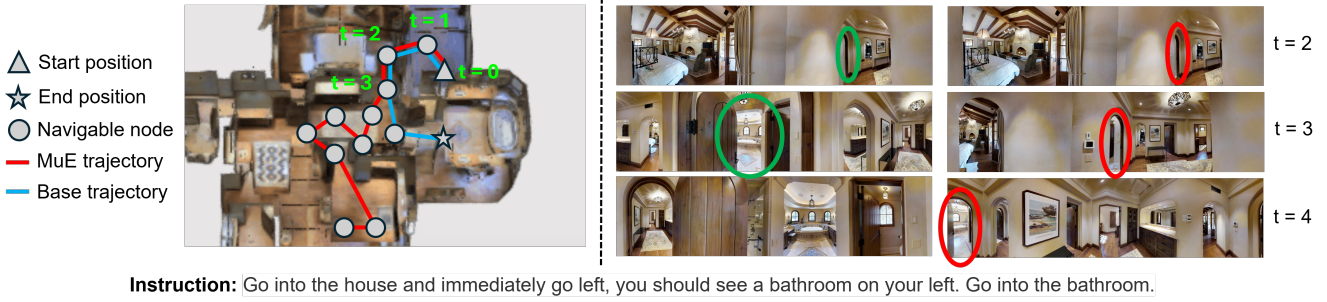 Start position
End position
Navigable node
MuE trajectory
Base trajectory
t = 1
t = 2
t = 0
t = 3
t = 2
t = 3
t = 4
Instruction: Go into the house and immediately go left, you should see a bathroom on your left. Go into the bathroom.